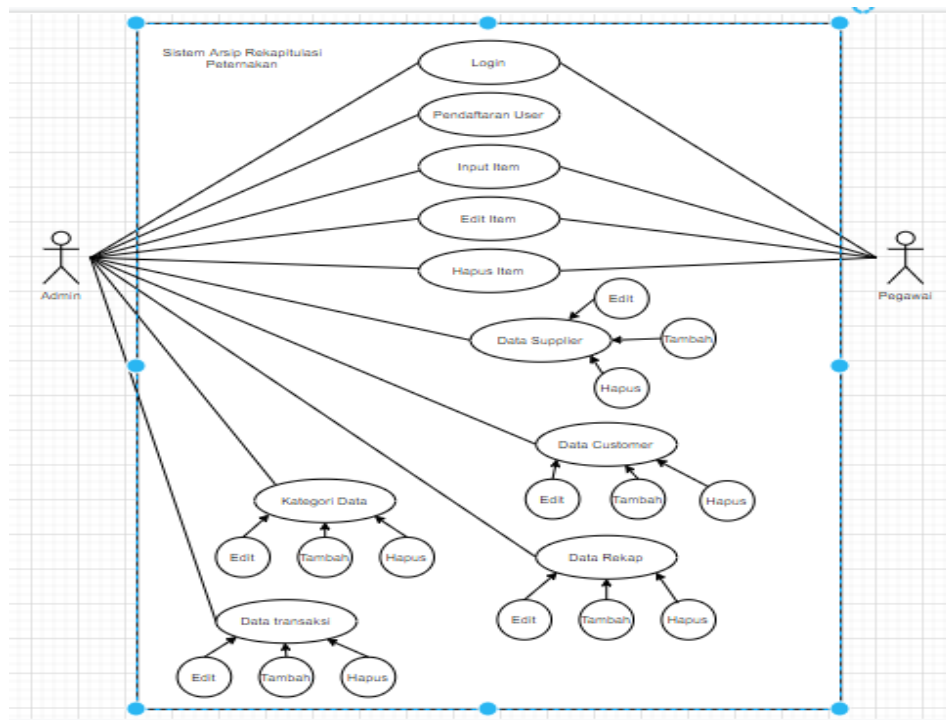 Sistem Arsip Rekapitulasi
Peternakan
Login
Pendaftaran User
Input Item
Edit Item
Hapus Item
Admin
Pegawai
Edit
Data Supplier
Tambah
Hapus
Data Customer
Edit
Tambah
Hapus
Kategori Data
Edit
Tambah
Hapus
Data Rekap
Edit
Tambah
Hapus
Data transaksi
Edit
Tambah
Hapus